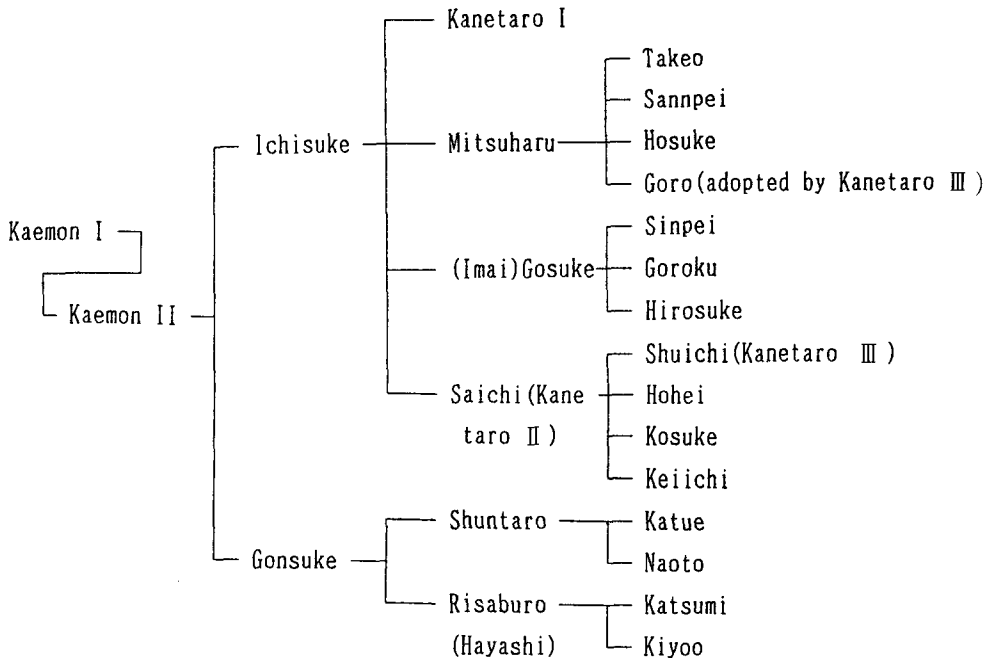 Kanetaro I
Takeo
Sannpei
Ichisuke
Mitsuharu
Hosuke
Goro(adopted by Kanetaro Ⅲ)
Kaemon I
Sinpei
(Imai)Gosuke
Goroku
Kaemon II
Hirosuke
Shuichi(Kanetaro Ⅲ)
Saichi(Kane
taro Ⅱ)
Hohei
Kosuke
Keiichi
Shuntaro
Katue
Gonsuke
Naoto
Risaburo
(Hayashi)
Katsumi
Kiyoo